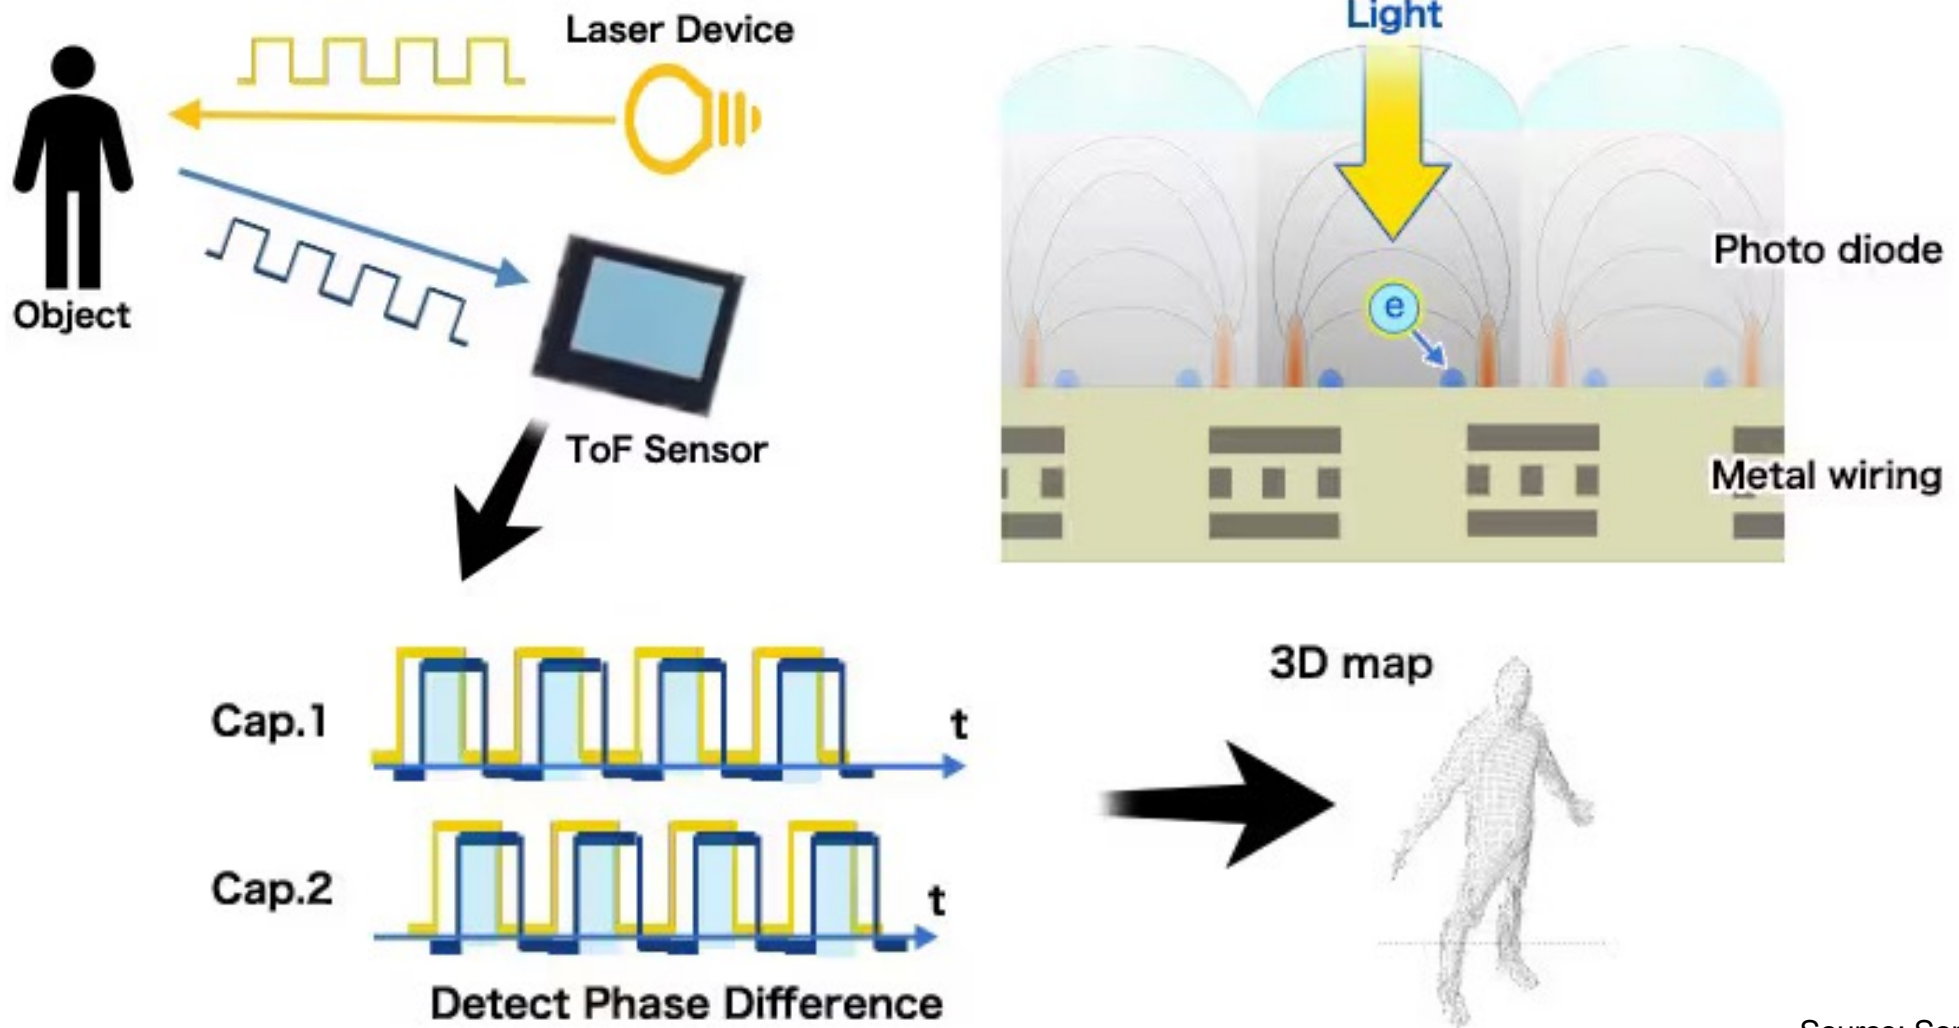 Laser Device
Light
Object
ToF Sensor
Photo diode
e
Metal wiring
Cap.1
t
Cap.2
t
Detect Phase Difference
3D map